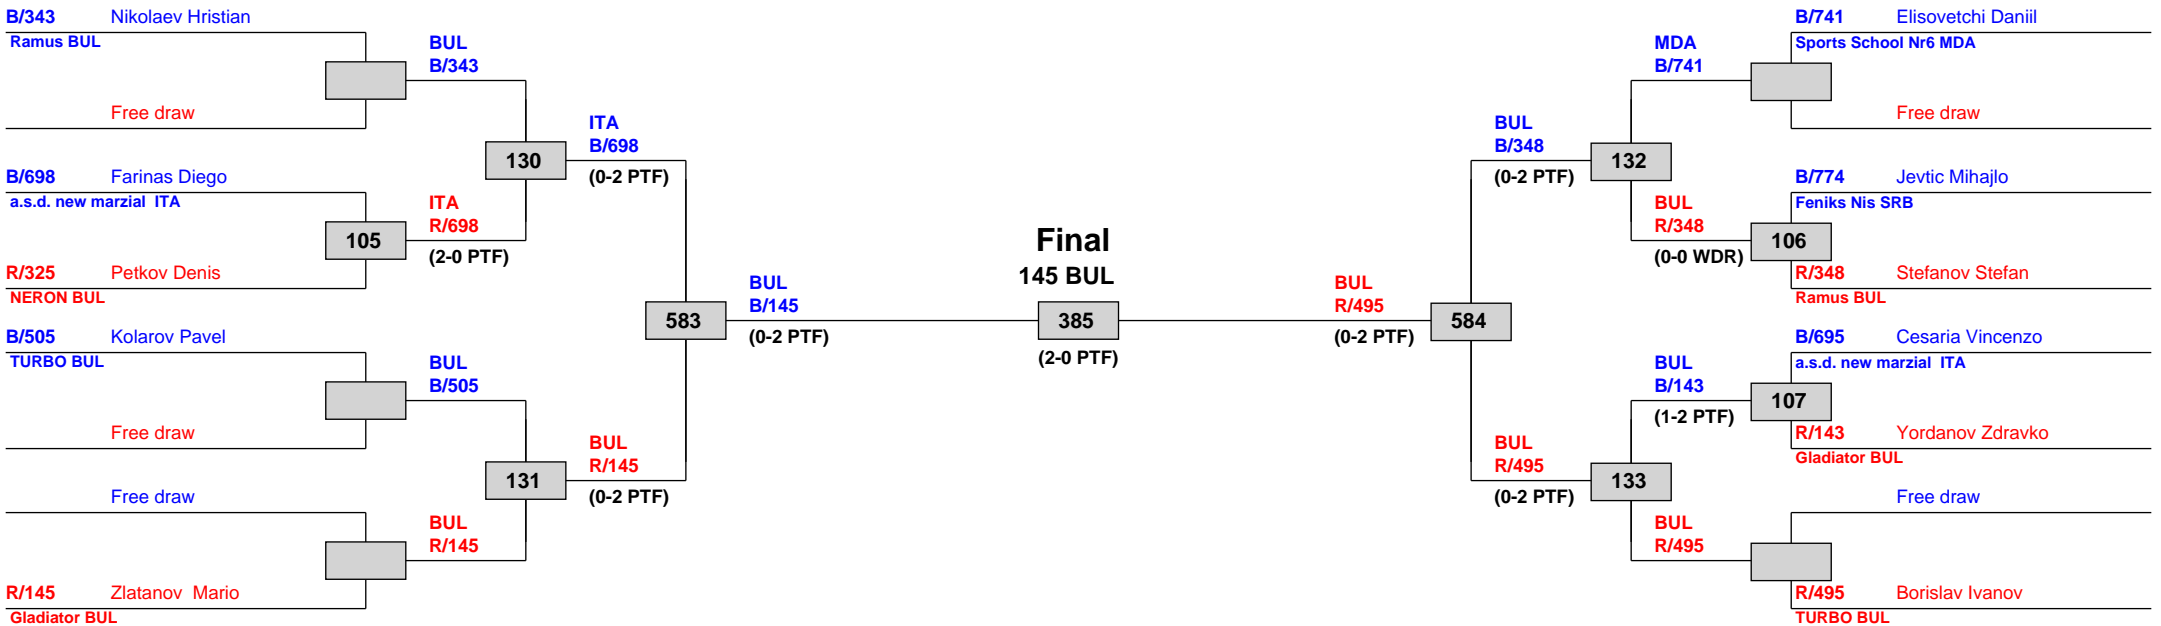 B/343 Nikolaev Hristian
Ramus BUL
Free draw
B/698 Farinas Diego
a.s.d. new marzial ITA
R/325 Petkov Denis
NERON BUL
B/505 Kolarov Pavel
TURBO BUL
Free draw
Free draw
R/145 Zlatanov Mario
Gladiator BUL
BUL
B/343
105
ITA
R/698
(2-0 PTF)
BUL
B/505
BUL
R/145
130
ITA
B/698
(0-2 PTF)
131
BUL
R/145
(0-2 PTF)
583
BUL
B/145
(0-2 PTF)
Final
145 BUL
385
(2-0 PTF)
BUL
R/495
(0-2 PTF)
584
BUL
B/348
(0-2 PTF)
132
BUL
R/495
(0-2 PTF)
133
MDA
B/741
BUL
R/348
(0-0 WDR)
106
BUL
B/143
(1-2 PTF)
107
BUL
R/495
B/741 Elisovetchi Daniil
Sports School Nr6 MDA
Free draw
B/774 Jevtic Mihajlo
Feniks Nis SRB
R/348 Stefanov Stefan
Ramus BUL
B/695 Cesaria Vincenzo
a.s.d. new marzial ITA
R/143 Yordanov Zdravko
Gladiator BUL
Free draw
R/495 Borislav Ivanov
TURBO BUL